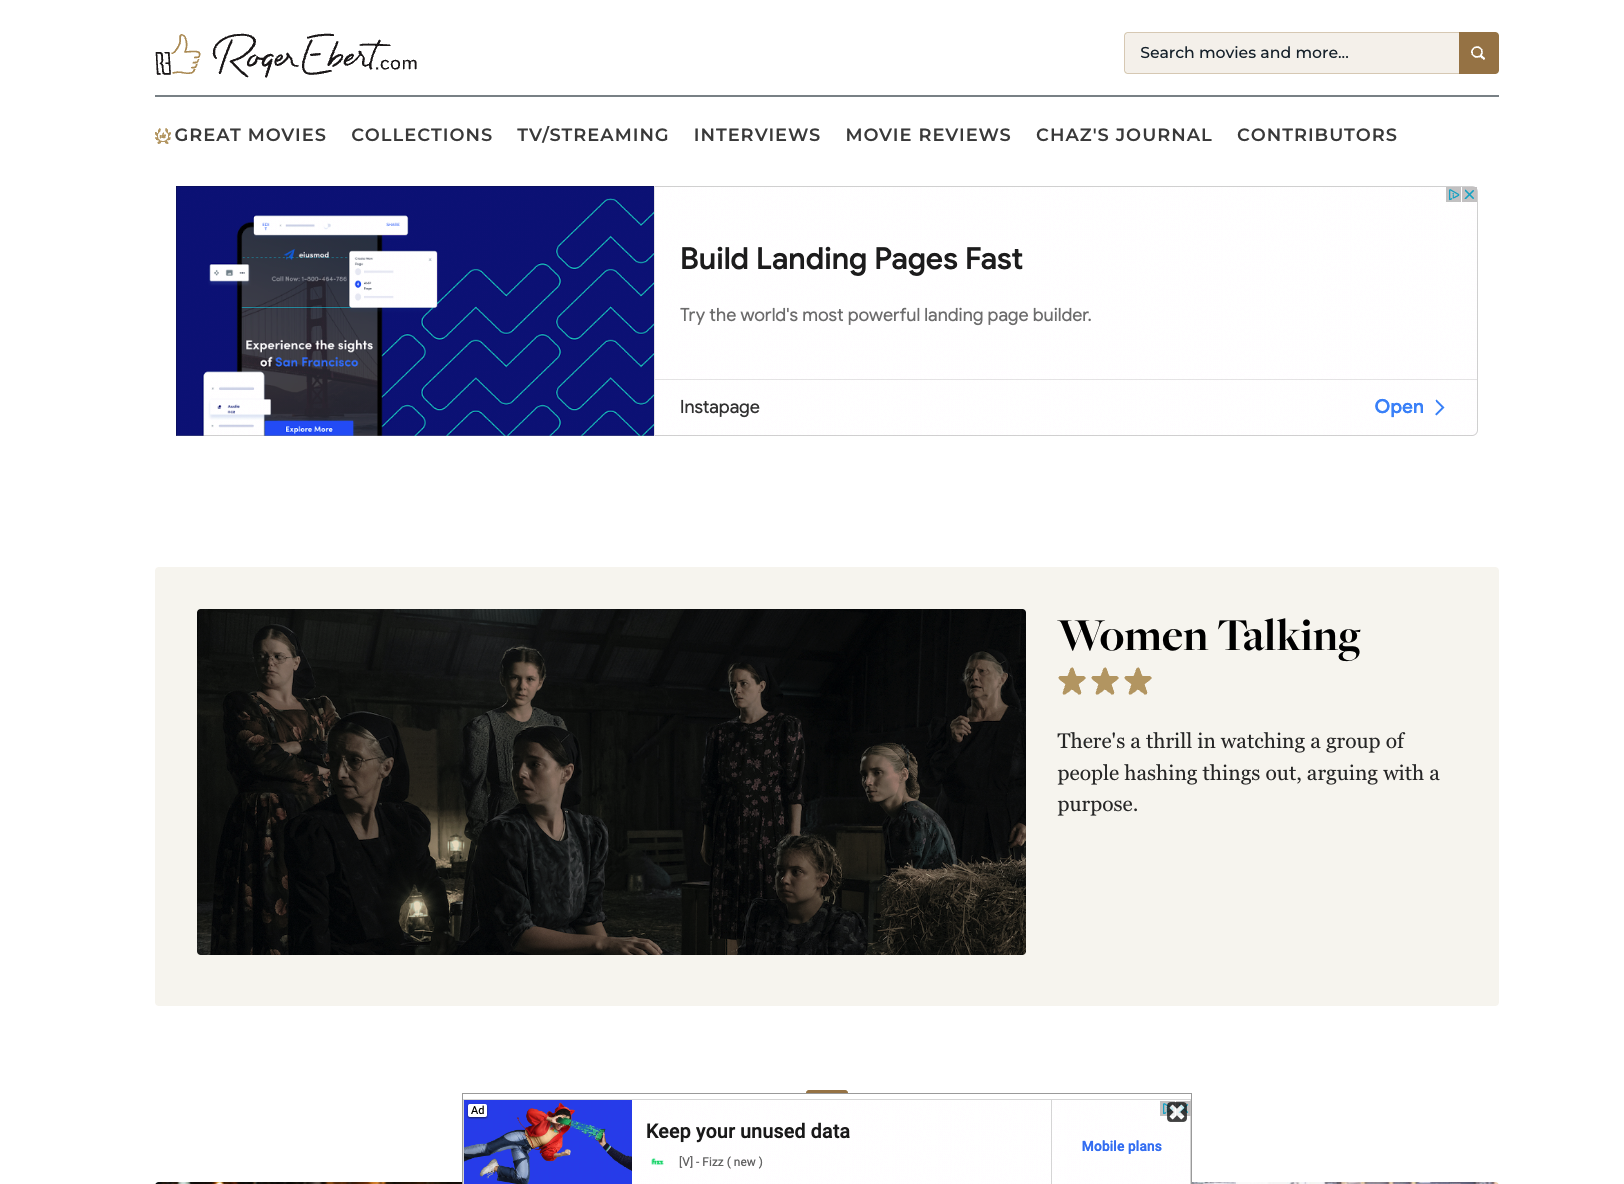 RogerEbert.com
Search movies and more...
GREAT MOVIES COLLECTIONS TV/STREAMING INTERVIEWS MOVIE REVIEWS CHAZ'S JOURNAL CONTRIBUTORS
eiusmod
Call Now: 1-800-464-766
Experience the sights
of San Francisco
Explore More
Build Landing Pages Fast
Try the world's most powerful landing page builder.
Instapage
Open
Women Talking
There's a thrill in watching a group of
people hashing things out, arguing with a
purpose.
Ad
Keep your unused data
[V] - Fizz ( new )
Mobile plans